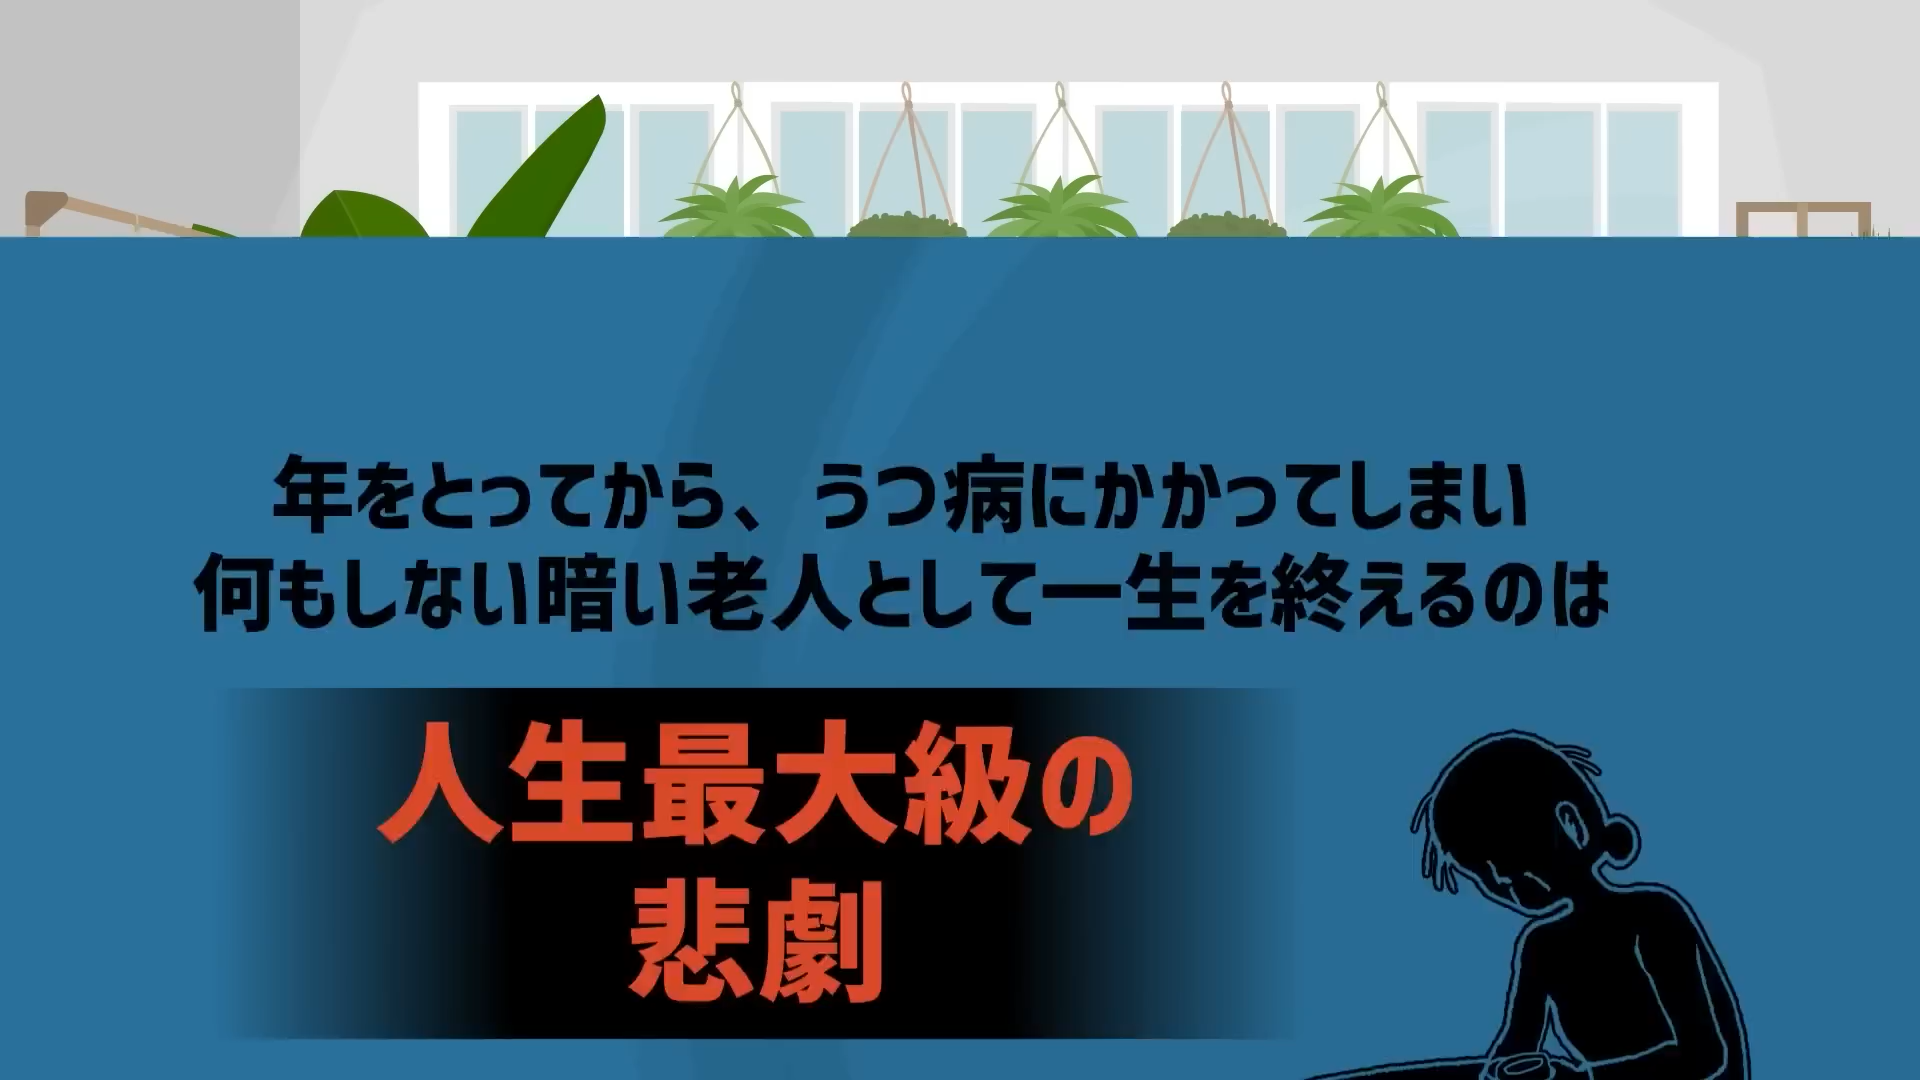 年をとってから、うつ病にかかってしまい
何もしない暗い老人として一生を終えるのは
人生最大級の
悲劇